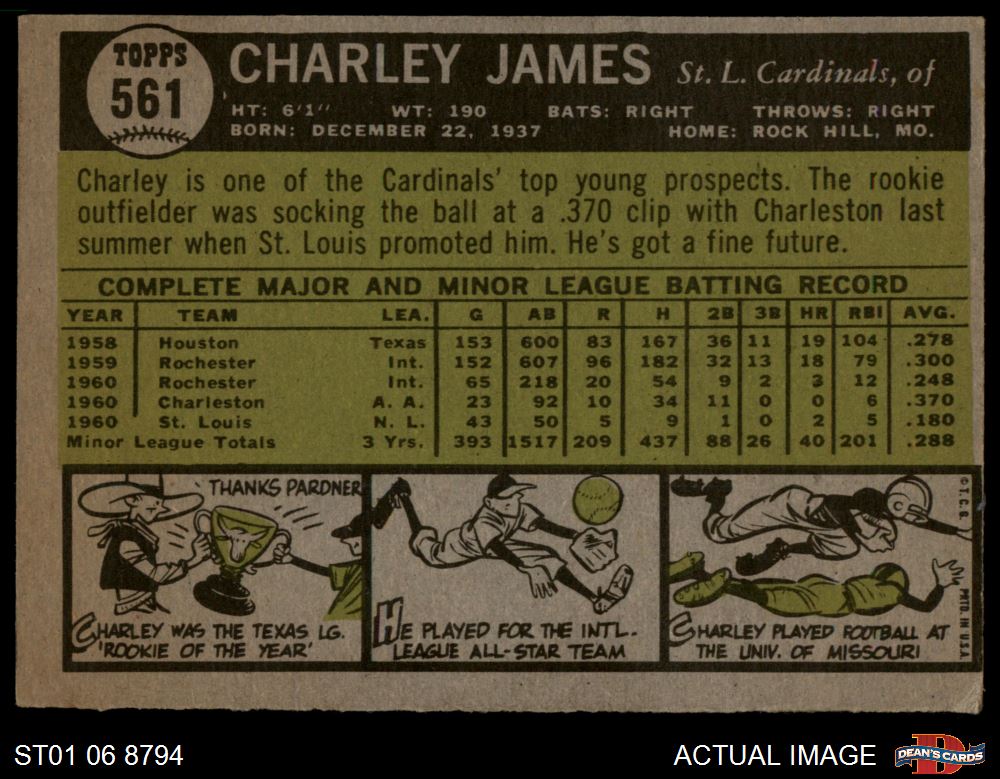 TOPPS
561
CHARLEY JAMES St. L. Cardinals, of
HT: 6'1" WT: 190 BATS: RIGHT THROWS: RIGHT
BORN: DECEMBER 22, 1937 HOME: ROCK HILL, MO.
Charley is one of the Cardinals' top young prospects. The rookie
outfielder was socking the ball at a .370 clip with Charleston last
summer when St. Louis promoted him. He's got a fine future.
COMPLETE MAJOR AND MINOR LEAGUE BATTING RECORD
YEAR TEAM LEA. G AB R H 2B 3B HR RBI AVG.
1958 Houston Texas 153 600 83 167 36 11 19 104 .278
1959 Rochester Int. 152 607 96 182 32 13 18 79 .300
1960 Rochester Int. 65 218 20 54 9 2 3 12 .248
1960 Charleston A. A. 23 92 10 34 11 0 0 6 .370
1960 St. Louis N. L. 43 50 5 9 1 0 2 5 .180
Minor League Totals 3 Yrs. 393 1517 209 437 88 26 40 201 .288
THANKS PARDNER
CHARLEY WAS THE TEXAS LG.
'ROOKIE OF THE YEAR'
HE PLAYED FOR THE INTL.
LEAGUE ALL-STAR TEAM
CHARLEY PLAYED FOOTBALL AT
THE UNIV. OF MISSOURI
© T. C. G. PRTD. IN U.S.A.
ST01 06 8794
ACTUAL IMAGE
DEAN'S CARDS